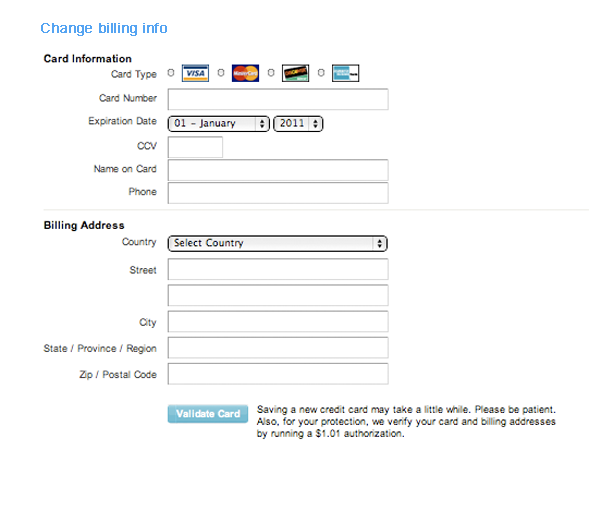 Change billing info
Card Information
Card Type VISA MasterCard DISCOVER
Card Number
Expiration Date 01 - January 2011
CCV
Name on Card
Phone
Billing Address
Country Select Country
Street
City
State / Province / Region
Zip / Postal Code
Validate Card
Saving a new credit card may take a little while. Please be patient.
Also, for your protection, we verify your card and billing addresses
by running a $1.01 authorization.